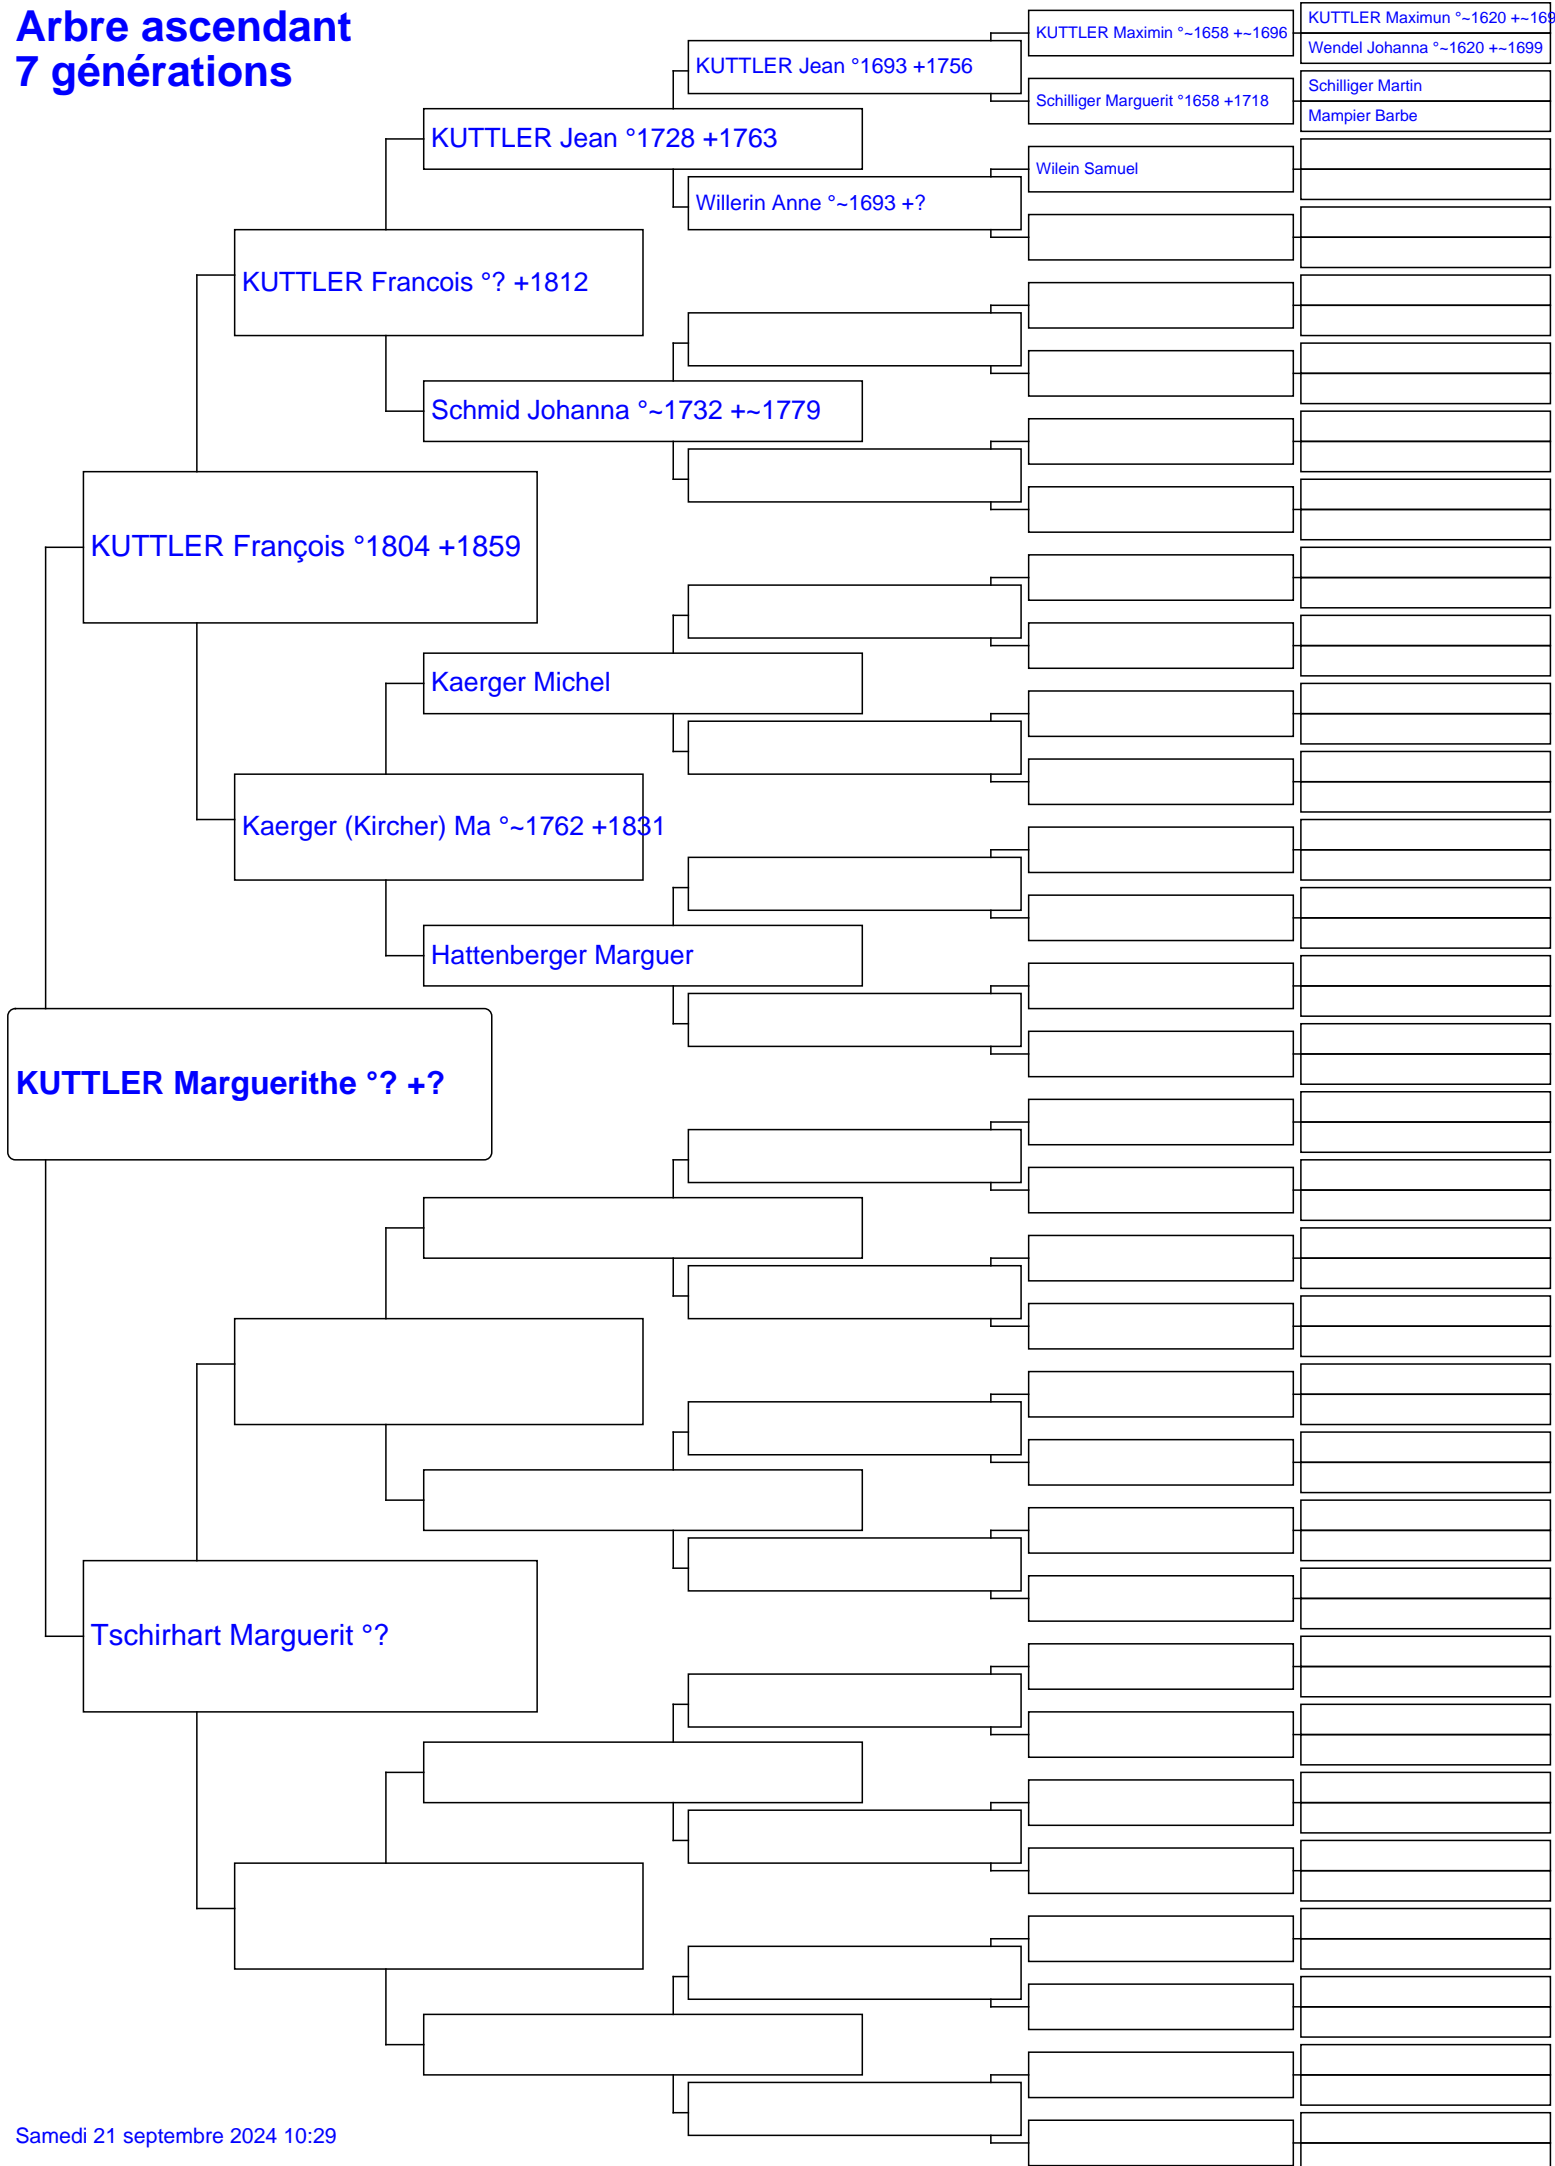 Arbre ascendant
7 générations
KUTTLER Maximin °~1658 +~1696
KUTTLER Maximun °~1620 +~169
Wendel Johanna °~1620 +~1699
KUTTLER Jean °1693 +1756
Schilliger Marguerit °1658 +1718
Schilliger Martin
Mampier Barbe
KUTTLER Jean °1728 +1763
Wilein Samuel
Willerin Anne °~1693 +?
KUTTLER Francois °? +1812
Schmid Johanna °~1732 +~1779
KUTTLER François °1804 +1859
Kaerger Michel
Kaerger (Kircher) Ma °~1762 +1831
Hattenberger Marguer
KUTTLER Marguerithe °? +?
Tschirhart Marguerit °?
Samedi 21 septembre 2024 10:29